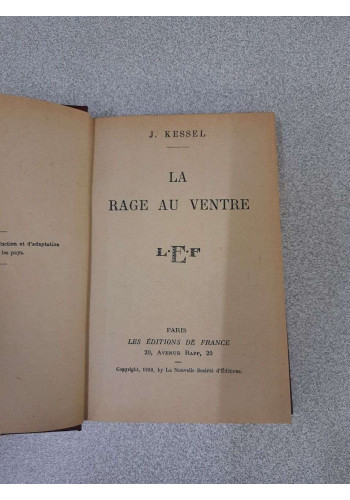 uction et d'adaptation
les pays.
J. KESSEL
LA
RAGE AU VENTRE
L·E·F
PARIS
LES ÉDITIONS DE FRANCE
20, AVENUE RAPP, 20
Copyright, by La Nouvelle Société d'Éditions.